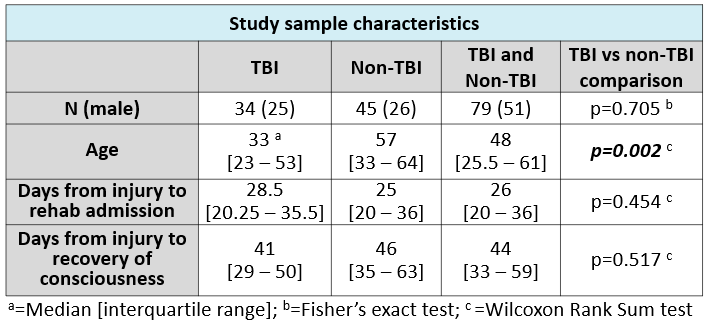 Study sample characteristics
TBI Non-TBI TBI and Non-TBI TBI vs non-TBI comparison
N (male) 34 (25) 45 (26) 79 (51) p=0.705 b
Age 33 a [23 – 53] 57 [33 – 64] 48 [25.5 – 61] p=0.002 c
Days from injury to rehab admission 28.5 [20.25 – 35.5] 25 [20 – 36] 26 [20 – 36] p=0.454 c
Days from injury to recovery of consciousness 41 [29 – 50] 46 [35 – 63] 44 [33 – 59] p=0.517 c
a=Median [interquartile range]; b=Fisher's exact test; c=Wilcoxon Rank Sum test